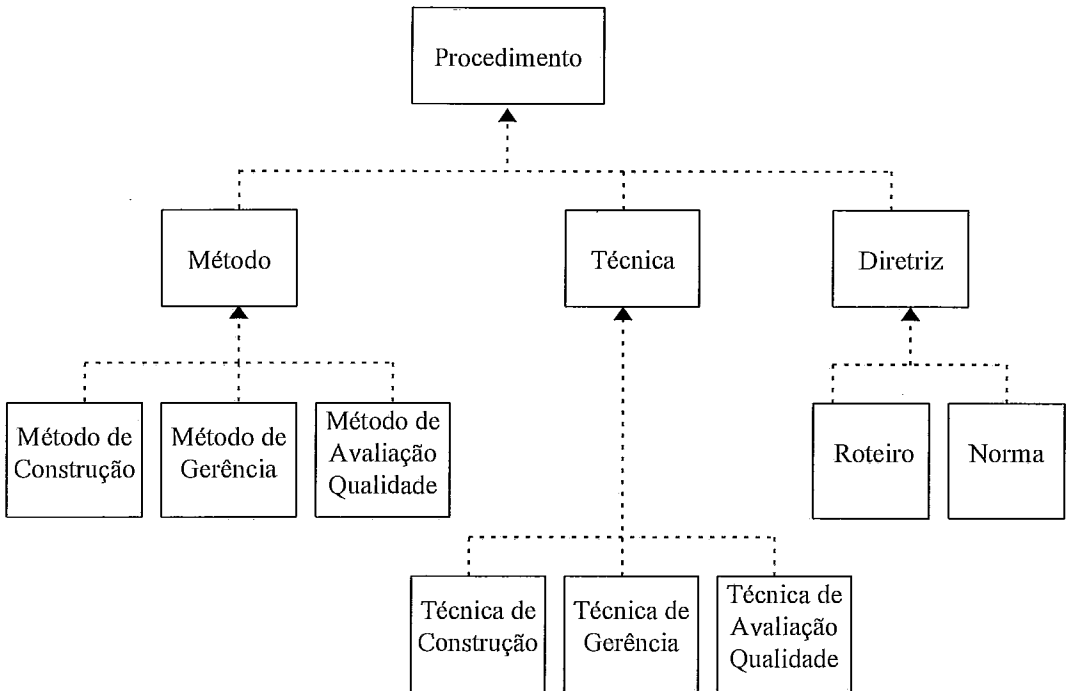 Procedimento
Método
Técnica
Diretriz
Método de
Construção
Método de
Gerência
Método de
Avaliação
Qualidade
Roteiro
Norma
Técnica de
Construção
Técnica de
Gerência
Técnica de
Avaliação
Qualidade